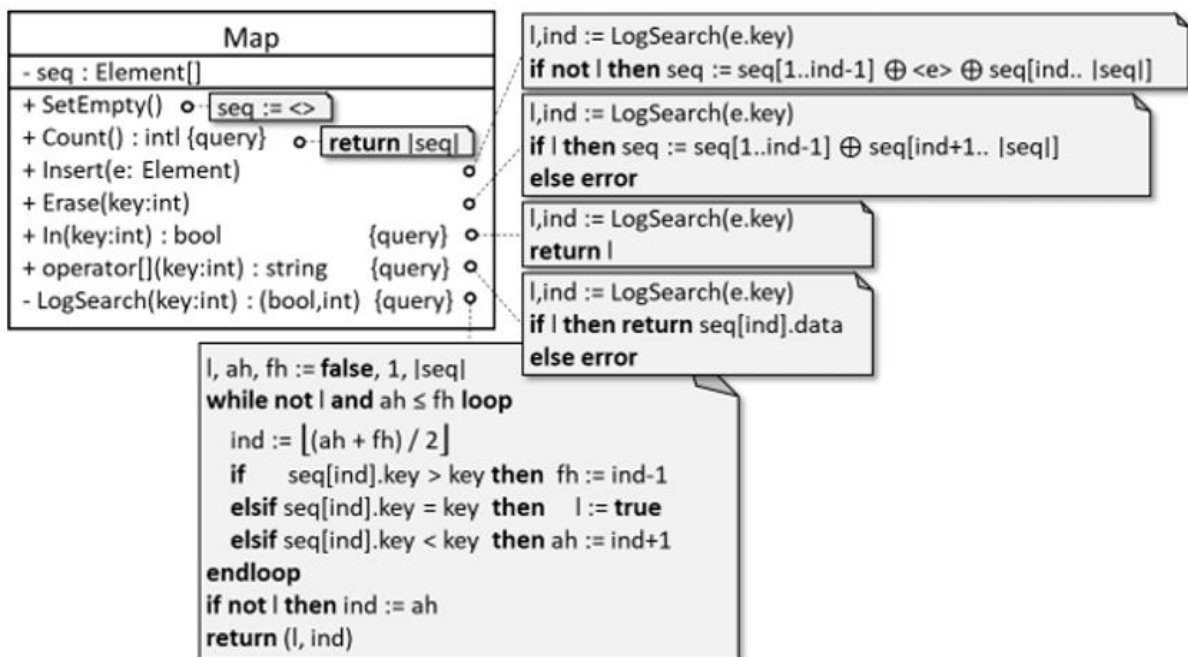 Map
- seq : Element[]
+ SetEmpty()
seq := <>
+ Count() : intl {query}
return |seq|
+ Insert(e: Element)
+ Erase(key:int)
+ In(key:int) : bool {query}
+ operator[](key:int) : string {query}
- LogSearch(key:int) : (bool,int) {query}
l,ind := LogSearch(e.key)
if not l then seq := seq[1..ind-1] ⊕ <e> ⊕ seq[ind.. |seq|]
l,ind := LogSearch(e.key)
if l then seq := seq[1..ind-1] ⊕ seq[ind+1.. |seq|]
else error
l,ind := LogSearch(e.key)
return l
l,ind := LogSearch(e.key)
if l then return seq[ind].data
else error
l, ah, fh := false, 1, |seq|
while not l and ah ≤ fh loop
ind := ⌊(ah + fh) / 2⌋
if seq[ind].key > key then fh := ind-1
elsif seq[ind].key = key then l := true
elsif seq[ind].key < key then ah := ind+1
endloop
if not l then ind := ah
return (l, ind)